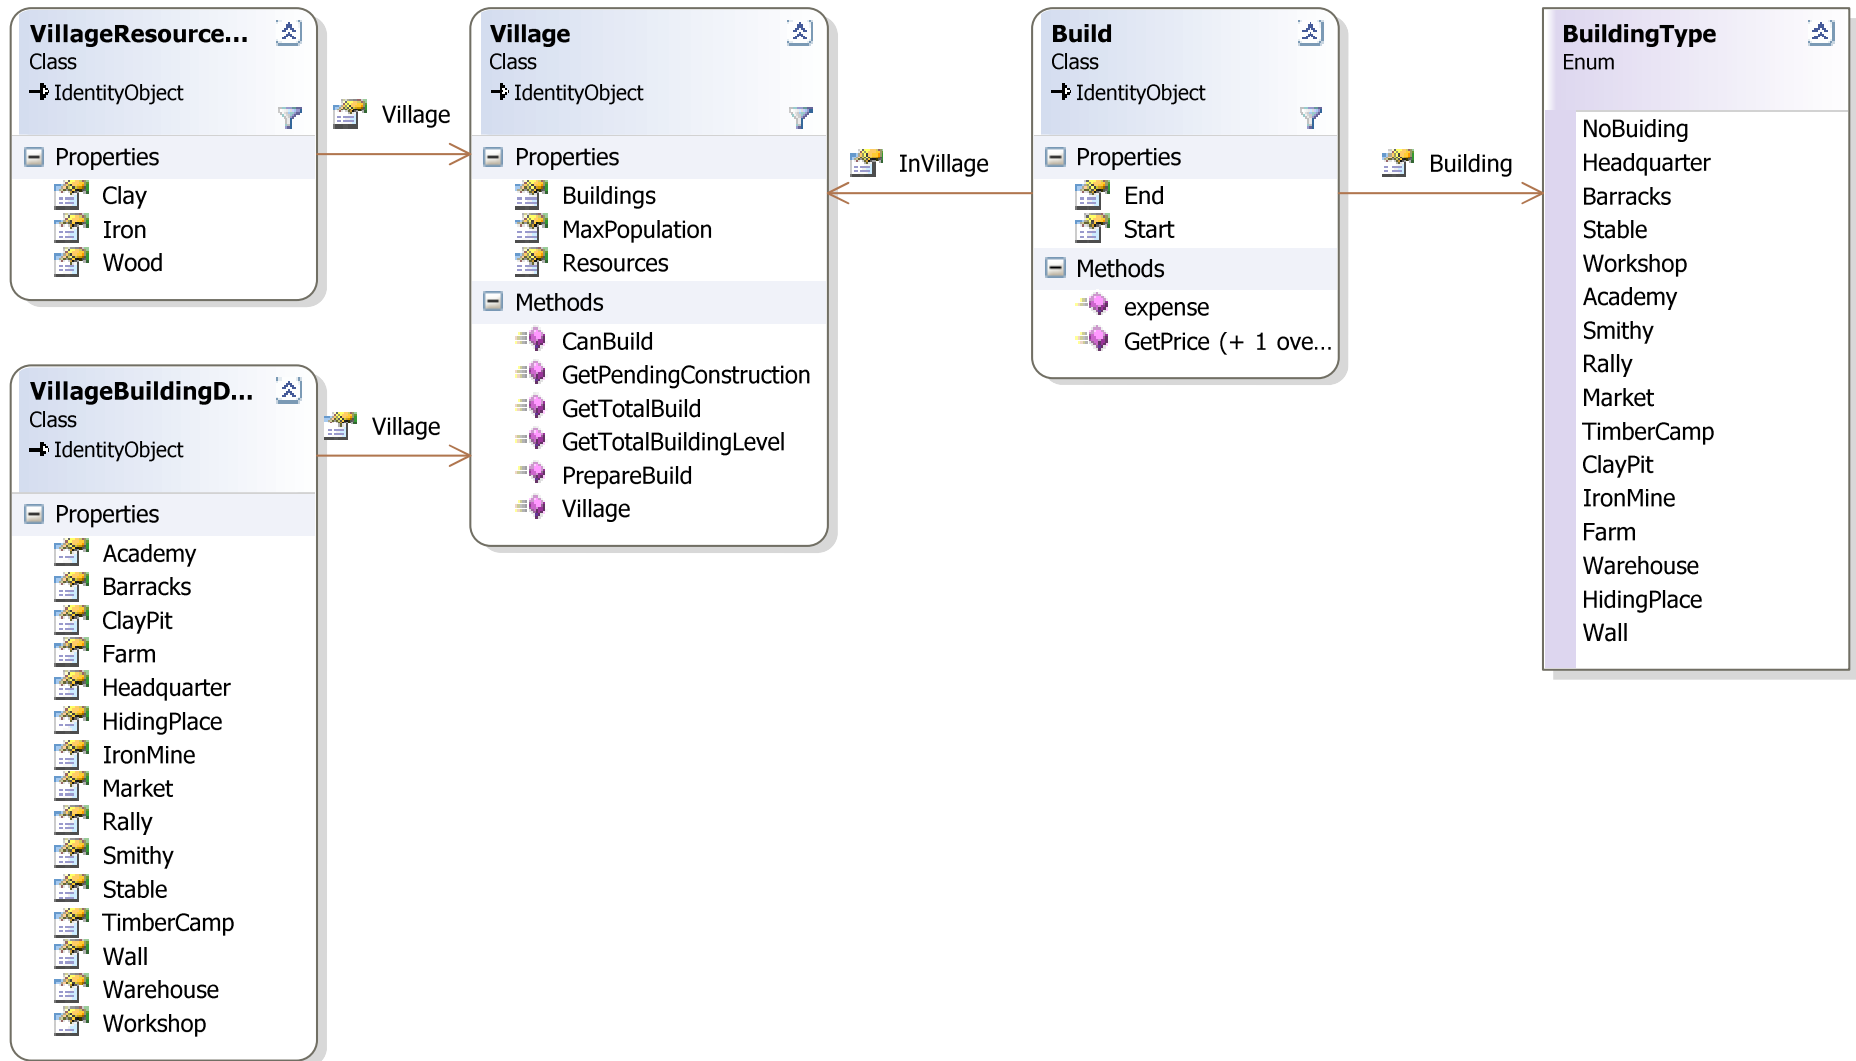 VillageResource...
Class
IdentityObject
Properties
Clay
Iron
Wood
Village
VillageBuildingD...
Class
IdentityObject
Properties
Academy
Barracks
ClayPit
Farm
Headquarter
HidingPlace
IronMine
Market
Rally
Smithy
Stable
TimberCamp
Wall
Warehouse
Workshop
Village
Village
Class
IdentityObject
Properties
Buildings
MaxPopulation
Resources
Methods
CanBuild
GetPendingConstruction
GetTotalBuild
GetTotalBuildingLevel
PrepareBuild
Village
InVillage
Build
Class
IdentityObject
Properties
End
Start
Methods
expense
GetPrice (+ 1 ove...
Building
BuildingType
Enum
NoBuiding
Headquarter
Barracks
Stable
Workshop
Academy
Smithy
Rally
Market
TimberCamp
ClayPit
IronMine
Farm
Warehouse
HidingPlace
Wall